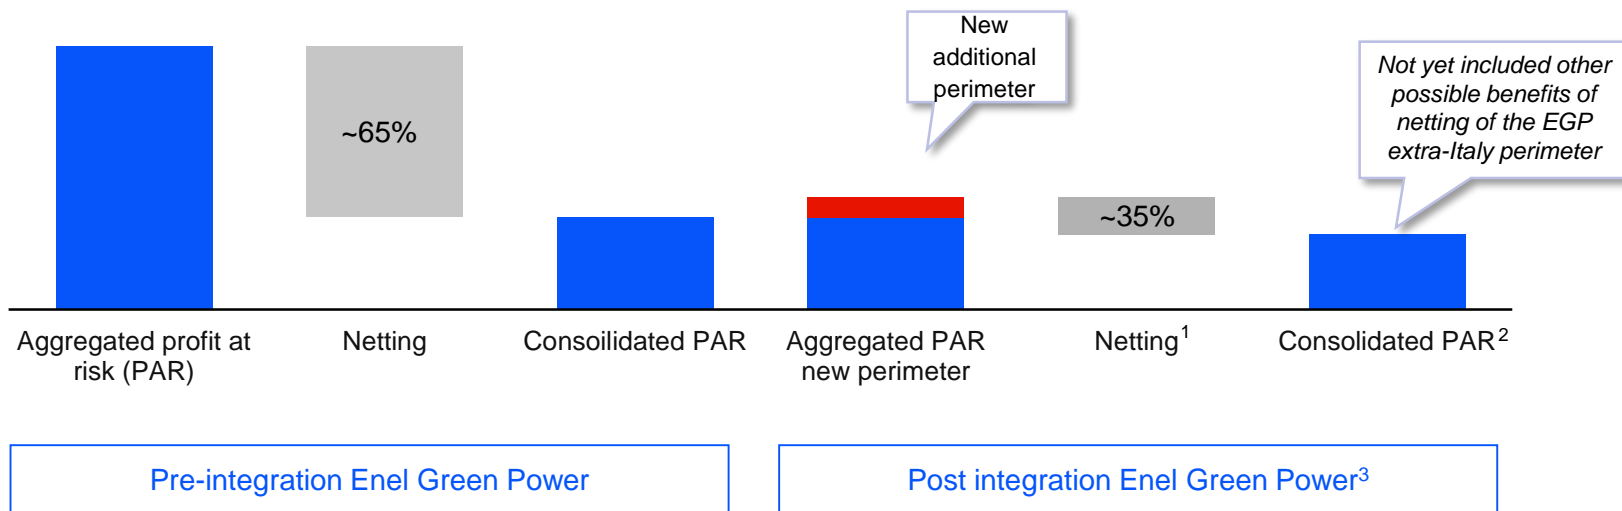 New
additional
perimeter
Not yet included other
possible benefits of
netting of the EGP
extra-Italy perimeter
~65%
~35%
Aggregated profit at
risk (PAR)
Netting
Consoilidated PAR
Aggregated PAR
new perimeter
Netting1
Consolidated PAR2
Pre-integration Enel Green Power
Post integration Enel Green Power3